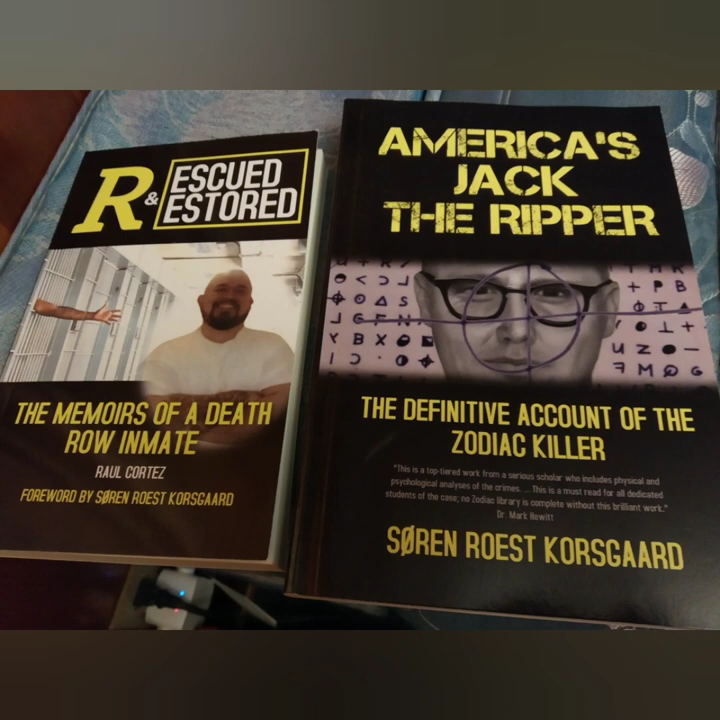 R & ESCUED
ESTORED
THE MEMOIRS OF A DEATH
ROW INMATE
RAUL CORTEZ
FOREWORD BY SØREN ROEST KORSGAARD
AMERICA'S
JACK
THE RIPPER
THE DEFINITIVE ACCOUNT OF THE
ZODIAC KILLER
"This is a top-tiered work from a serious scholar who includes physical and
psychological analyses of the crimes. ... This is a must read for all dedicated
students of the case; no Zodiac library is complete without this brilliant work."
Dr. Mark Hewitt
SØREN ROEST KORSGAARD